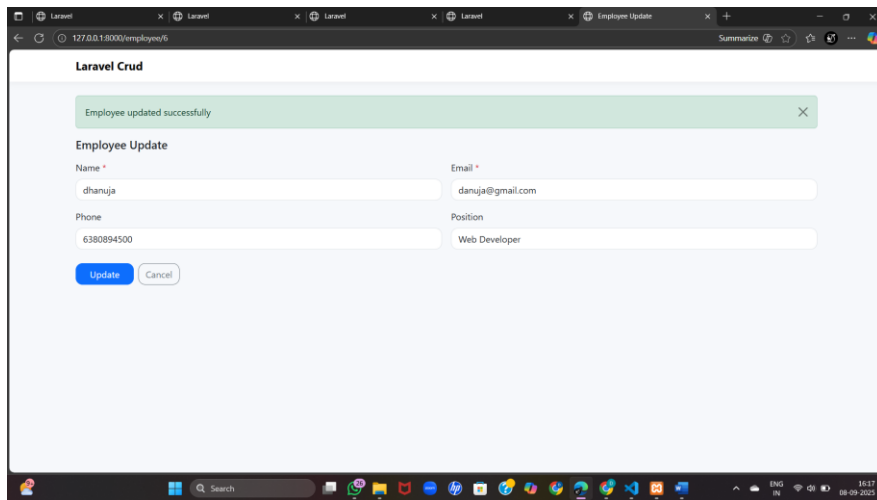 Laravel Laravel Laravel Laravel Employee Update
127.0.0.1:8000/employee/6 Summarize
Laravel Crud
Employee updated successfully
Employee Update
Name * Email *
dhanuja danuja@gmail.com
Phone Position
6380894500 Web Developer
Update Cancel
Search ENG 16:17
IN 08-09-2025